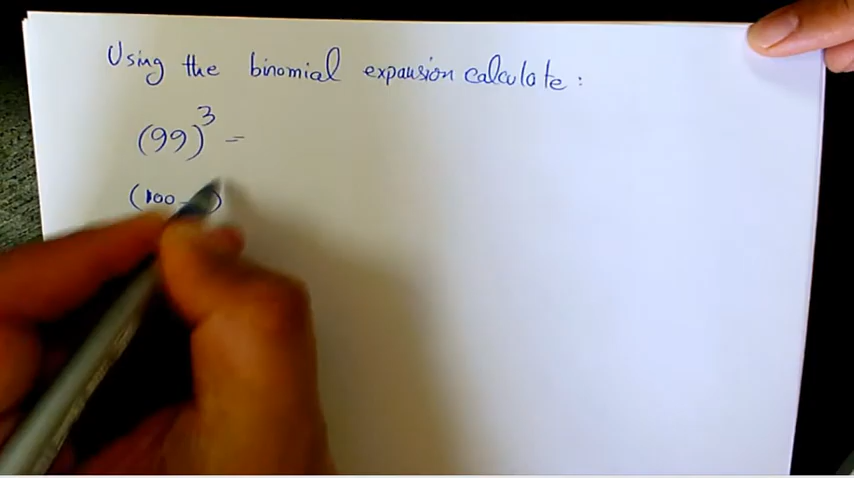 Using the binomial expansion calculate :
(99)^3 =
(100 - )